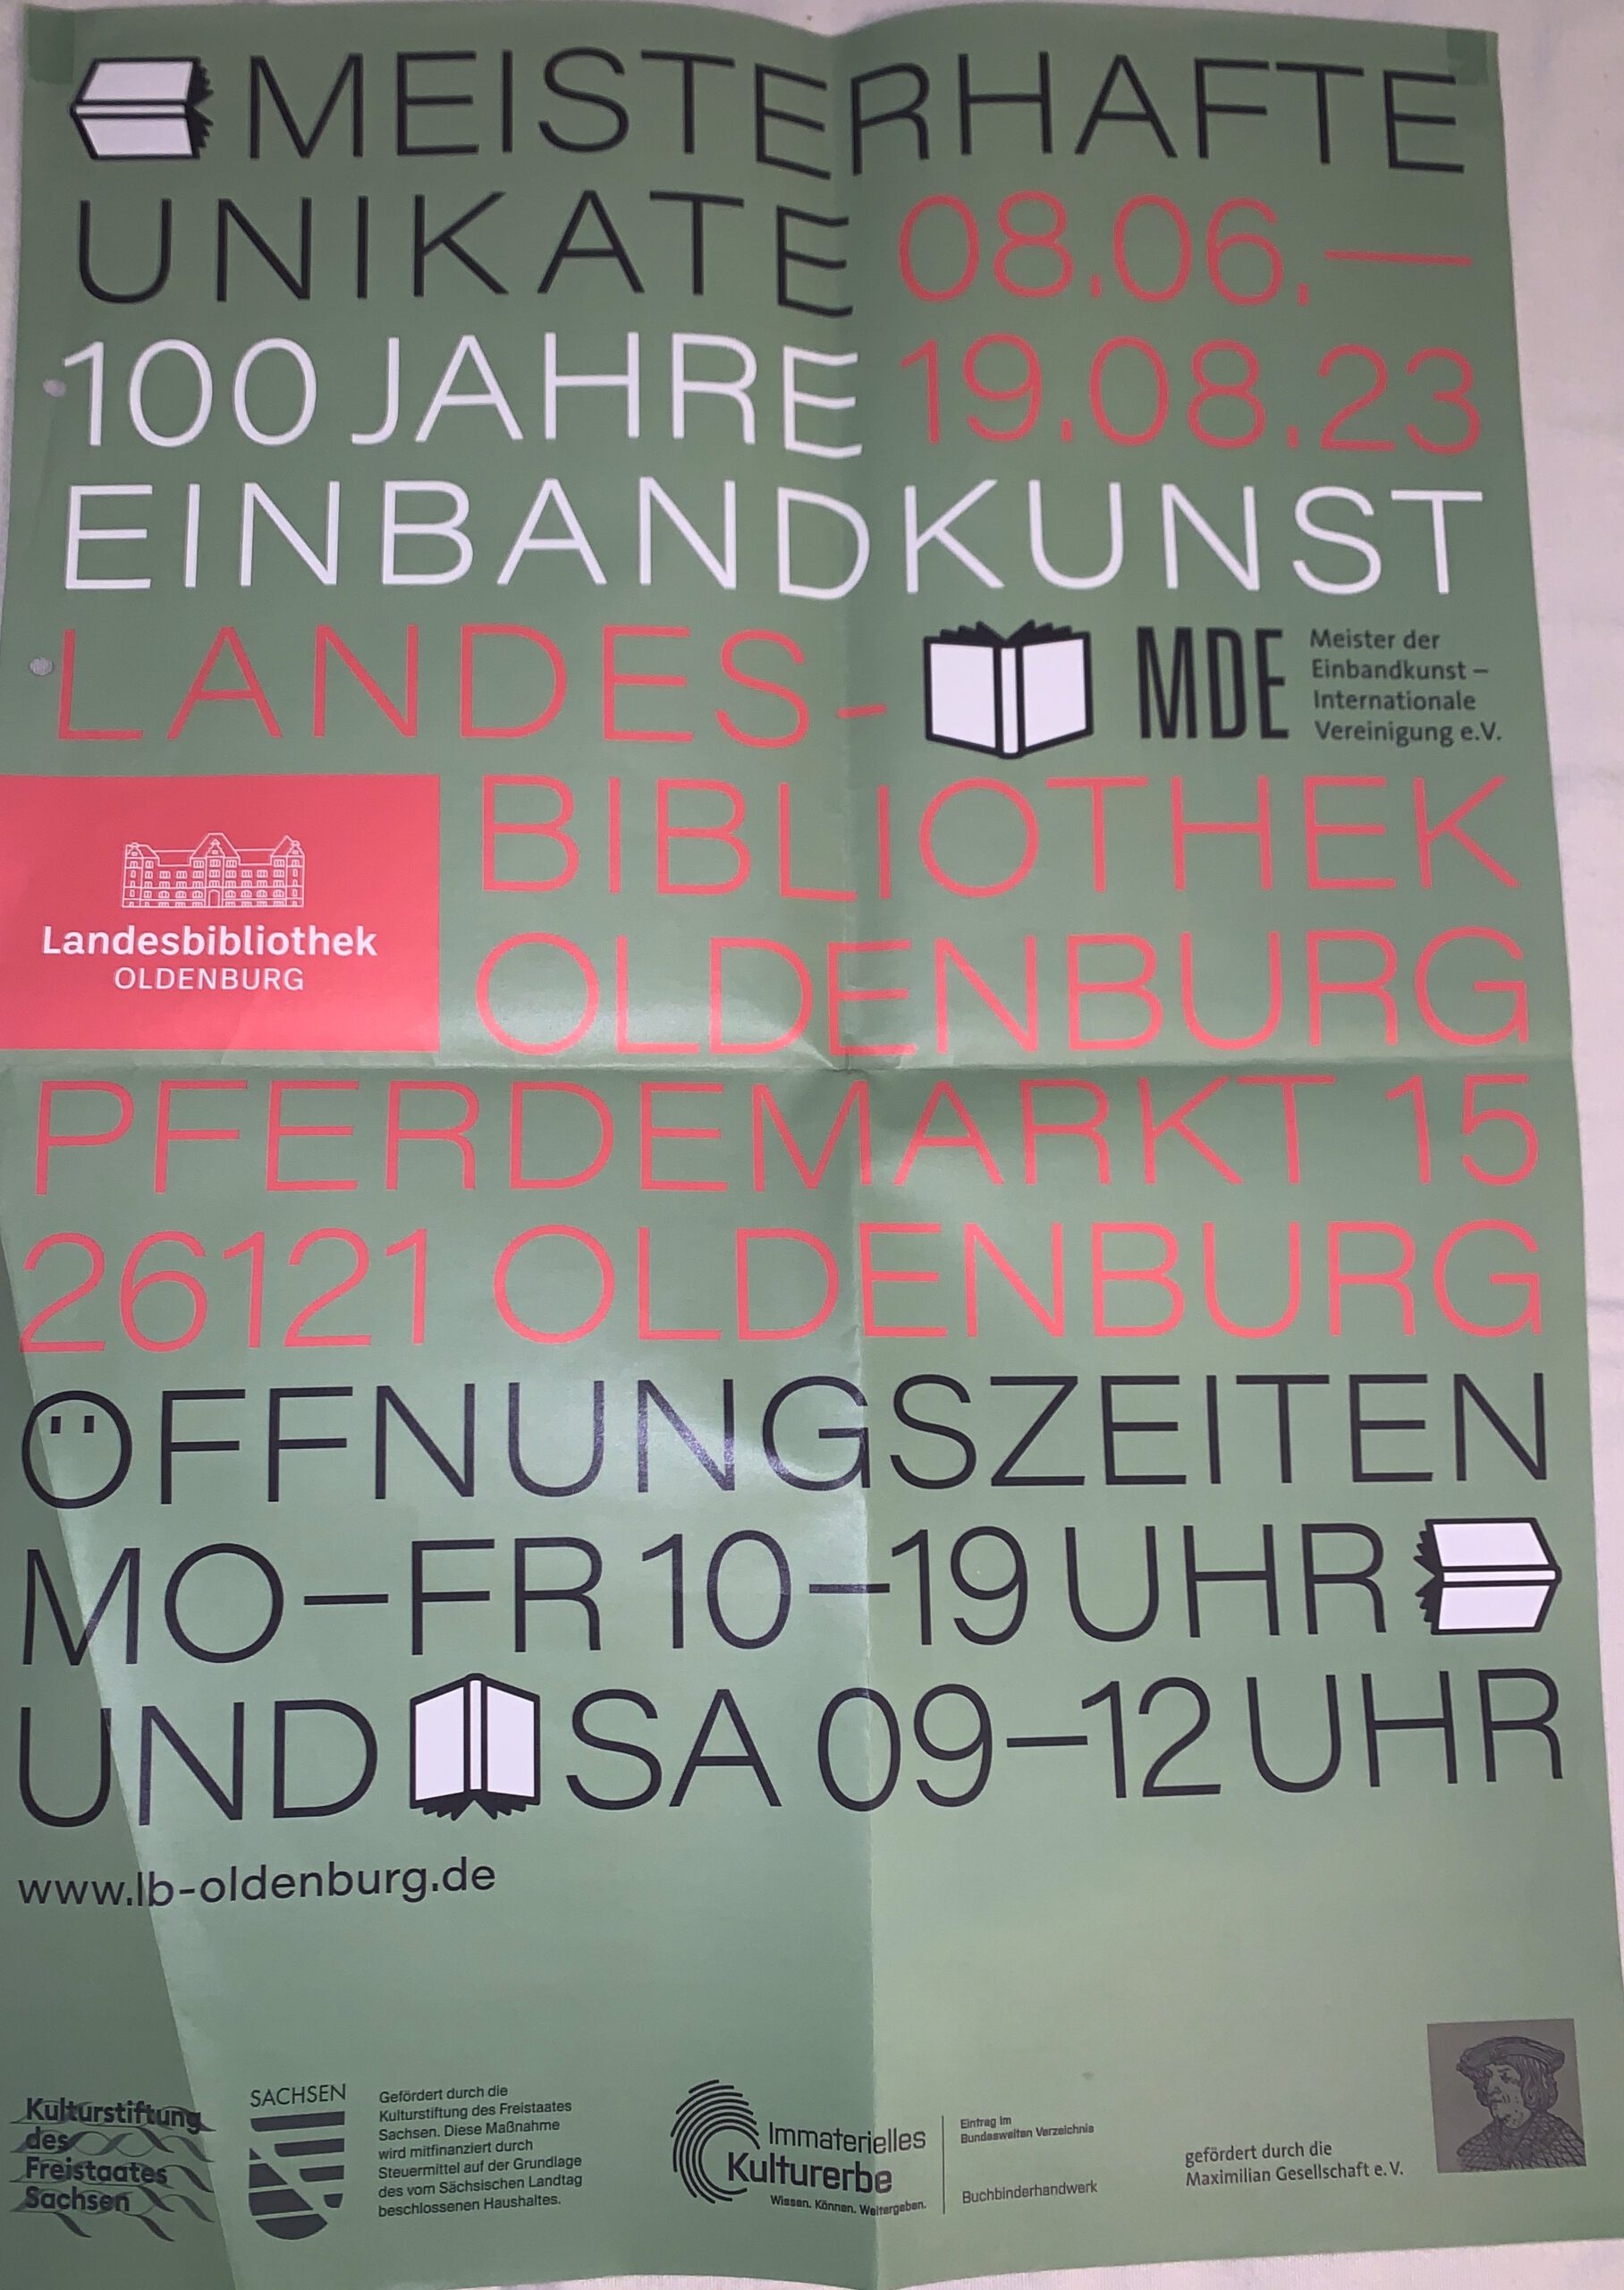 MEISTERHAFTE
UNIKATE 08.06.—
100 JAHRE 19.08.23
EINBANDKUNST
LANDES-
MDE
Meister der
Einbandkunst –
Internationale
Vereinigung e.V.
Landesbibliothek
OLDENBURG
BIBLIOTHEK
OLDENBURG
PFERDEMARKT 15
26121 OLDENBURG
ÖFFNUNGSZEITEN
MO–FR 10–19 UHR
UND SA 09–12 UHR
www.lb-oldenburg.de
Kulturstiftung
des
Freistaates
Sachsen
SACHSEN
Gefördert durch die
Kulturstiftung des Freistaates
Sachsen. Diese Maßnahme
wird mitfinanziert durch
Steuermittel auf der Grundlage
des vom Sächsischen Landtag
beschlossenen Haushaltes.
Immaterielles
Kulturerbe
Wissen. Können. Weitergeben.
Eintrag im
Bundesweiten Verzeichnis
Buchbinderhandwerk
gefördert durch die
Maximilian Gesellschaft e.V.